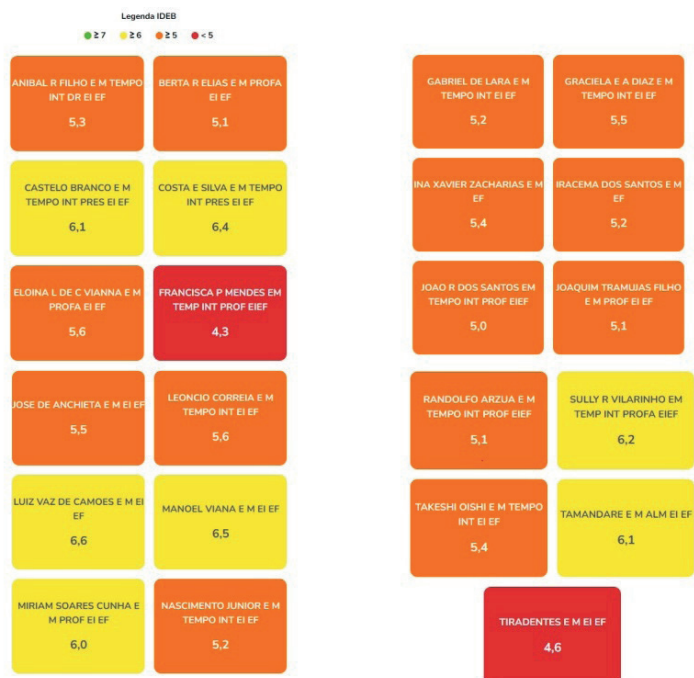 Legenda IDEB
≥ 7 ≥ 6 ≥ 5 < 5
ANIBAL R FILHO E M TEMPO
INT DR EI EF
5,3
BERTA R ELIAS E M PROFA
EI EF
5,1
CASTELO BRANCO E M
TEMPO INT PRES EI EF
6,1
COSTA E SILVA E M TEMPO
INT PRES EI EF
6,4
ELOINA L DE C VIANNA E M
PROFA EI EF
5,6
FRANCISCA P MENDES EM
TEMP INT PROF EIEF
4,3
JOSE DE ANCHIETA E M EI EF
5,5
LEONCIO CORREIA E M
TEMPO INT EI EF
5,6
LUIZ VAZ DE CAMOES E M EI
EF
6,6
MANOEL VIANA E M EI EF
6,5
MIRIAM SOARES CUNHA E
M PROF EI EF
6,0
NASCIMENTO JUNIOR E M
TEMPO INT EI EF
5,2
GABRIEL DE LARA E M
TEMPO INT EI EF
5,2
GRACIELA E A DIAZ E M
TEMPO INT EI EF
5,5
INA XAVIER ZACHARIAS E M
EF
5,4
IRACEMA DOS SANTOS E M
EF
5,2
JOAO R DOS SANTOS EM
TEMPO INT PROF EIEF
5,0
JOAQUIM TRAMUJAS FILHO
E M PROF EI EF
5,1
RANDOLFO ARZUA E M
TEMPO INT PROF EIEF
5,1
SULLY R VILARINHO EM
TEMP INT PROFA EIEF
6,2
TAKESHI OISHI E M TEMPO
INT EI EF
5,4
TAMANDARE E M ALM EI EF
6,1
TIRADENTES E M EI EF
4,6